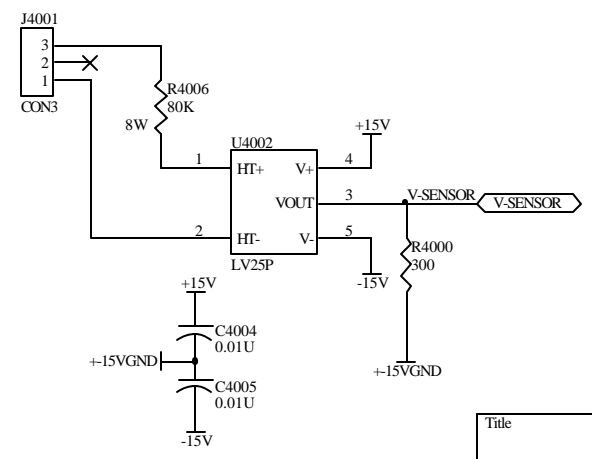 J4001
3
2
1
CON3
R4006
80K
8W
U4002
1
HT+
V+
4
+15V
VOUT
3
V-SENSOR
V-SENSOR
2
HT-
V-
5
-15V
LV25P
R4000
300
+-15VGND
+15V
C4004
0.01U
+-15VGND
C4005
0.01U
-15V
Title